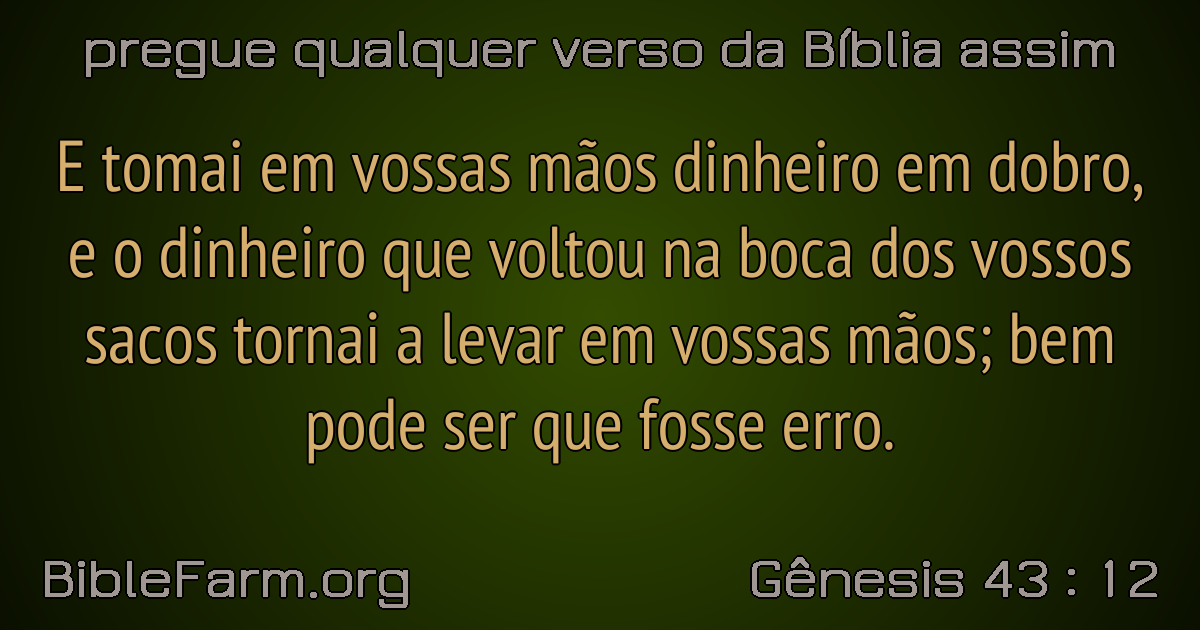 pregue qualquer verso da Bíblia assim
E tomai em vossas mãos dinheiro em dobro,
e o dinheiro que voltou na boca dos vossos
sacos tornai a levar em vossas mãos; bem
pode ser que fosse erro.
BibleFarm.org
Gênesis 43 : 12